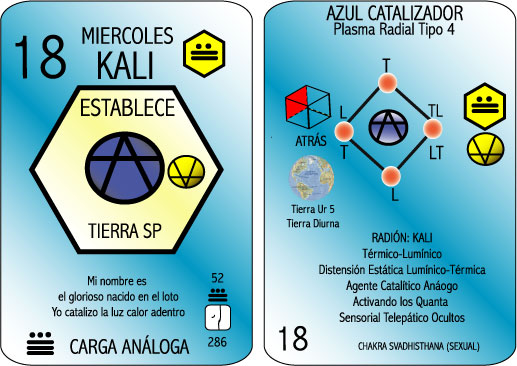 18
MIERCOLES
KALI
ESTABLECE
TIERRA SP
Mi nombre es
el glorioso nacido en el loto
Yo catalizo la luz calor adentro
52
286
CARGA ANÁLOGA
AZUL CATALIZADOR
Plasma Radial Tipo 4
T
L
T
TL
LT
L
ATRÁS
Tierra Ur 5
Tierra Diurna
RADIÓN: KALI
Térmico-Lumínico
Distensión Estática Lumínico-Térmica
Agente Catalítico Anáogo
Activando los Quanta
Sensorial Telepático Ocultos
18
CHAKRA SVADHISTHANA (SEXUAL)